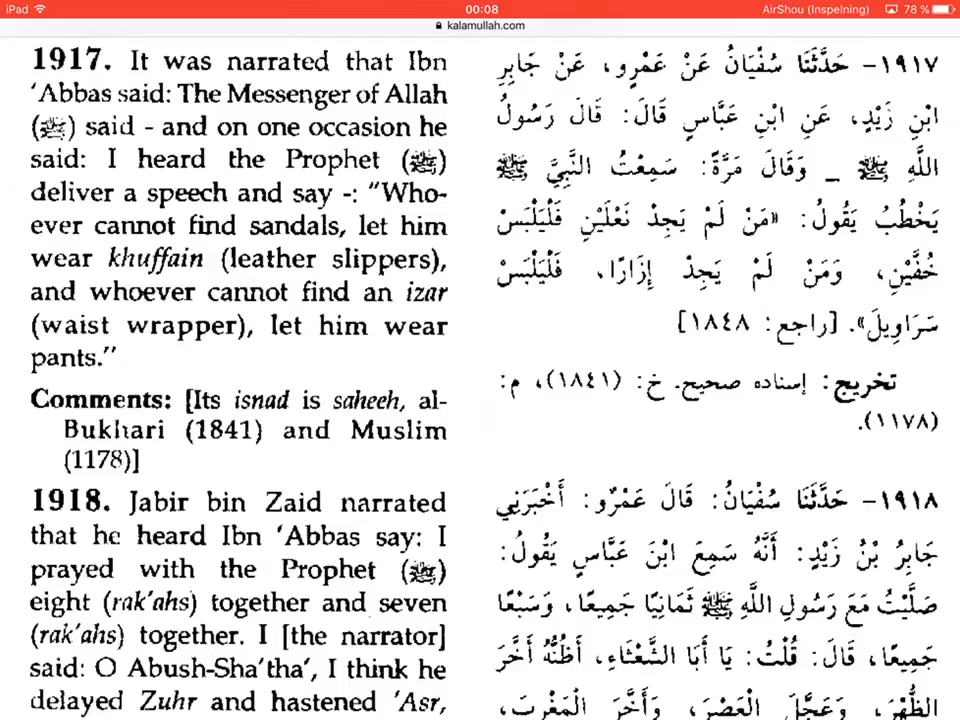 iPad 00:08 AirShou (Inspelning) 78 %
kalamullah.com
1917. It was narrated that Ibn
'Abbas said: The Messenger of Allah
(ﷺ) said - and on one occasion he
said: I heard the Prophet (ﷺ)
deliver a speech and say -: "Who-
ever cannot find sandals, let him
wear khuffain (leather slippers),
and whoever cannot find an izar
(waist wrapper), let him wear
pants."
Comments: [Its isnad is saheeh, al-
Bukhari (1841) and Muslim
(1178)]
1918. Jabir bin Zaid narrated
that he heard Ibn 'Abbas say: I
prayed with the Prophet (ﷺ)
eight (rak'ahs) together and seven
(rak'ahs) together. I [the narrator]
said: O Abush-Sha'tha', I think he
delayed Zuhr and hastened 'Asr,
١٩١٧- حَدَّثَنَا سُفْيَانُ عَنْ عَمْرٍو، عَنْ جَابِرِ
ابْنِ زَيْدٍ، عَنِ ابْنِ عَبَّاسٍ قَالَ: قَالَ رَسُولُ
اللَّهِ ﷺ _ وَقَالَ مَرَّةً: سَمِعْتُ النَّبِيَّ ﷺ
يَخْطُبُ يَقُولُ: «مَنْ لَمْ يَجِدْ نَعْلَيْنِ فَلْيَلْبَسْ
خُفَّيْنِ، وَمَنْ لَمْ يَجِدْ إِزَارًا، فَلْيَلْبَسْ
سَرَاوِيلَ». [راجع: ١٨٤٨]
تخريج: إسناده صحيح. خ: (١٨٤١)، م:
(١١٧٨).
١٩١٨- حَدَّثَنَا سُفْيَانُ: قَالَ عَمْرٌو: أَخْبَرَنِي
جَابِرُ بْنُ زَيْدٍ: أَنَّهُ سَمِعَ ابْنَ عَبَّاسٍ يَقُولُ:
صَلَّيْتُ مَعَ رَسُولِ اللَّهِ ﷺ ثَمَانِيًا جَمِيعًا، وَسَبْعًا
جَمِيعًا، قَالَ: قُلْتُ: يَا أَبَا الشَّعْثَاءِ، أَظُنُّهُ أَخَّرَ
الظُّهْرَ، وَعَجَّلَ الْعَصْرَ، وَأَخَّرَ الْمَغْرِبَ،